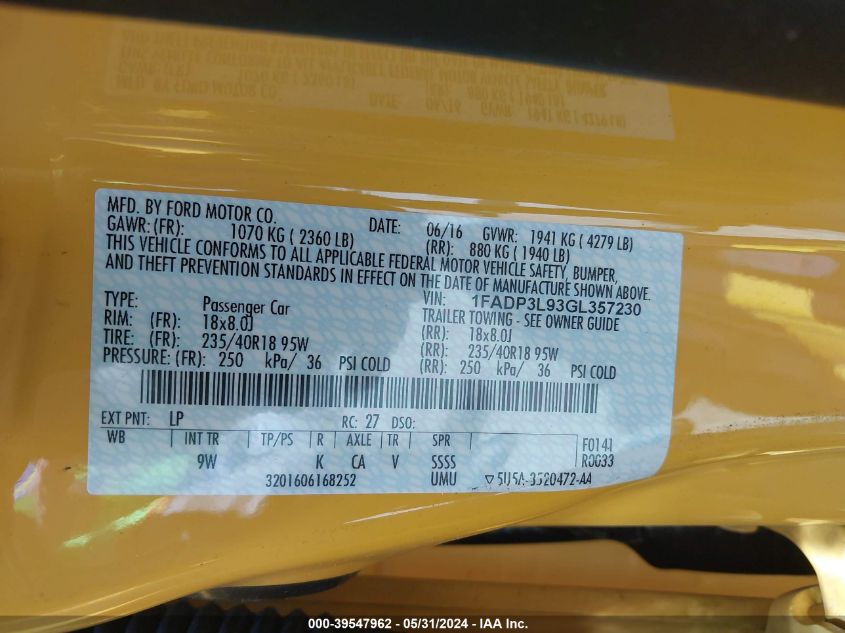 MFD. BY FORD MOTOR CO.
DATE: 06/16 GVWR: 1941 KG ( 4279 LB)
GAWR: (FR): 1070 KG ( 2360 LB) (RR): 880 KG ( 1940 LB)
THIS VEHICLE CONFORMS TO ALL APPLICABLE FEDERAL MOTOR VEHICLE SAFETY, BUMPER,
AND THEFT PREVENTION STANDARDS IN EFFECT ON THE DATE OF MANUFACTURE SHOWN ABOVE.
VIN: 1FADP3L93GL357230
TYPE: Passenger Car TRAILER TOWING - SEE OWNER GUIDE
RIM: (FR): 18x8.0J (RR): 18x8.0J
TIRE: (FR): 235/40R18 95W (RR): 235/40R18 95W
PRESSURE: (FR): 250 kPa/ 36 PSI COLD (RR): 250 kPa/ 36 PSI COLD
EXT PNT: LP RC: 27 DSO:
WB INT TR TP/PS R AXLE TR SPR F0141
9W K CA V SSSS R0033
3201606168252 UMU ▽ 5U5A-3520472-AA
000-39547962 - 05/31/2024 - IAA Inc.